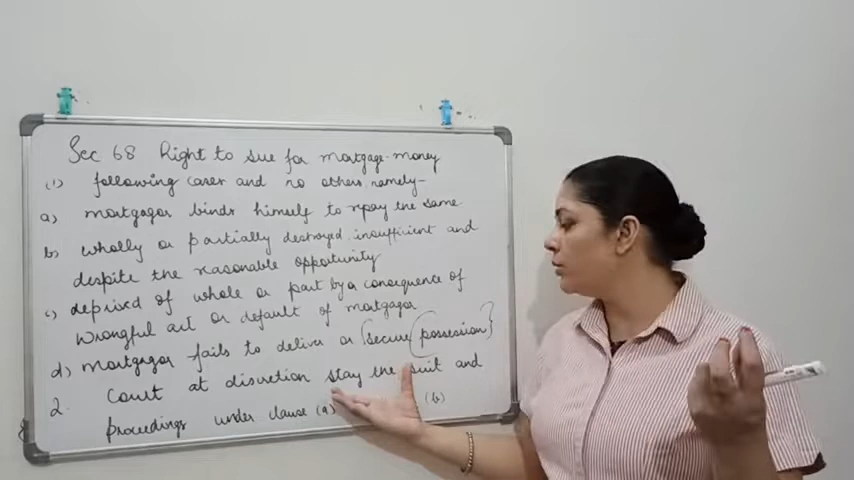 Sec 68 Right to sue for mortgage-money
(1) following cases and no others, namely-
a) mortgagor binds himself to repay the same
b) wholly or partially destroyed insufficient and
despite the reasonable opportunity
c) deprived of whole or part by or a consequence of
wrongful act or default of mortgagor
d) mortgagor fails to deliver or {secure (possession)}
2. court at discretion stay the suit and
proceeding under clause (a) (b)